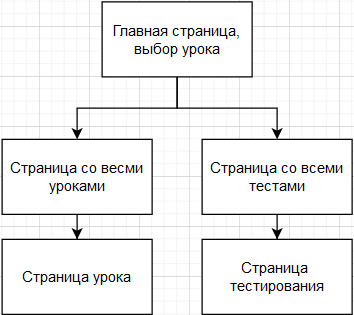 Главная страница,
выбор урока
Страница со весми
уроками
Страница со всеми
тестами
Страница урока
Страница
тестирования